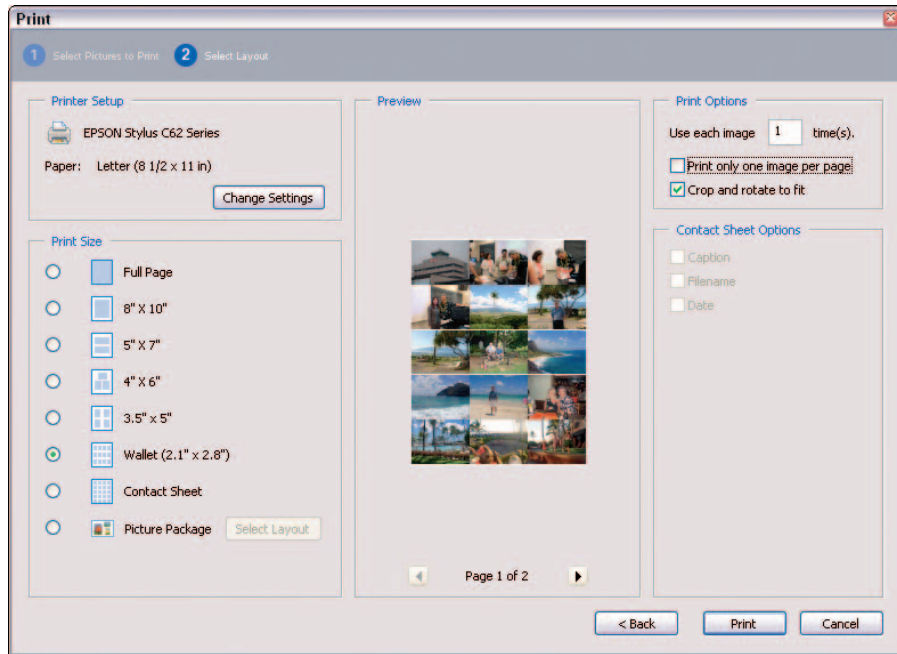 Print
1 Select Pictures to Print 2 Select Layout
Printer Setup
EPSON Stylus C62 Series
Paper: Letter (8 1/2 x 11 in)
Change Settings
Print Size
Full Page
8" X 10"
5" X 7"
4" X 6"
3.5" x 5"
Wallet (2.1" x 2.8")
Contact Sheet
Picture Package Select Layout
Preview
Page 1 of 2
Print Options
Use each image 1 time(s).
Print only one image per page
Crop and rotate to fit
Contact Sheet Options
Caption
Filename
Date
< Back Print Cancel